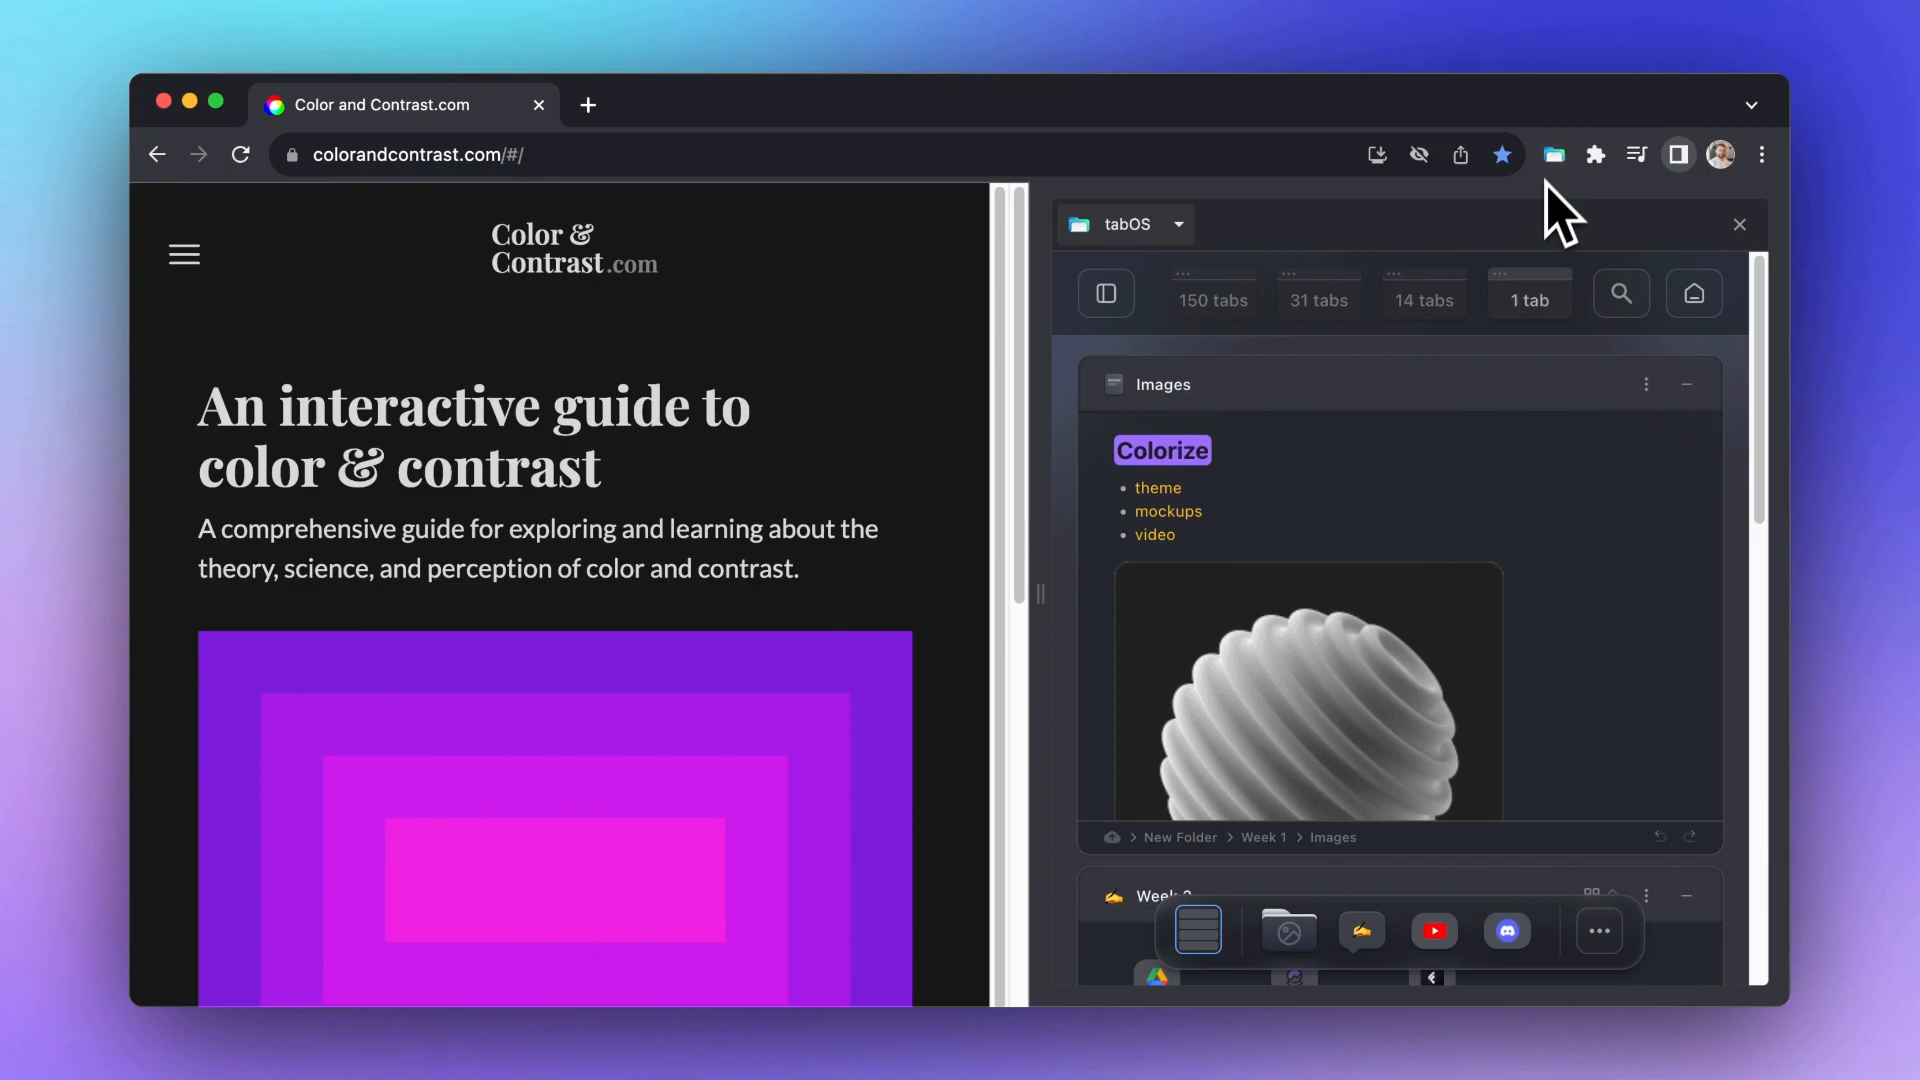 Color and Contrast.com
colorandcontrast.com/#/
Color &
Contrast.com
An interactive guide to
color & contrast
A comprehensive guide for exploring and learning about the
theory, science, and perception of color and contrast.
tabOS
150 tabs
31 tabs
14 tabs
1 tab
Images
Colorize
theme
mockups
video
New Folder > Week 1 > Images
Week